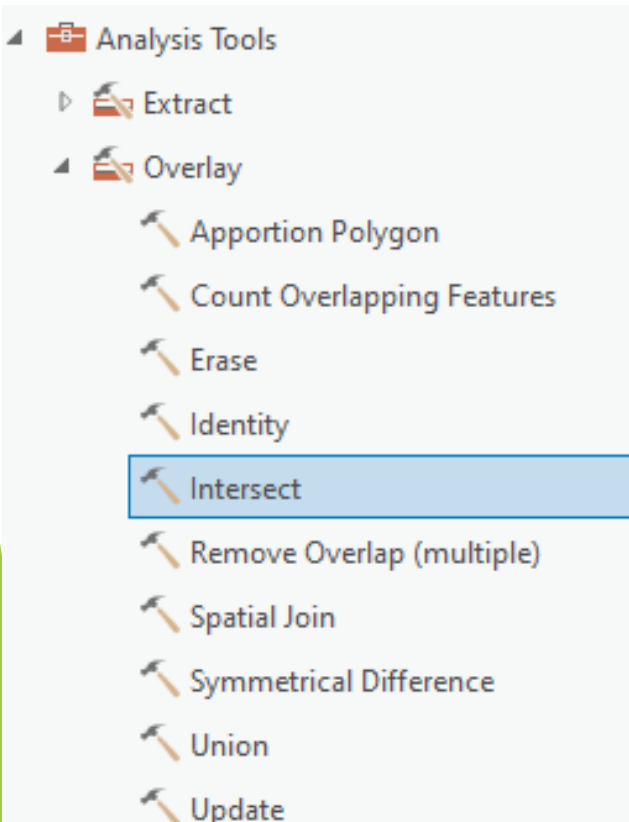 Analysis Tools
Extract
Overlay
Apportion Polygon
Count Overlapping Features
Erase
Identity
Intersect
Remove Overlap (multiple)
Spatial Join
Symmetrical Difference
Union
Update